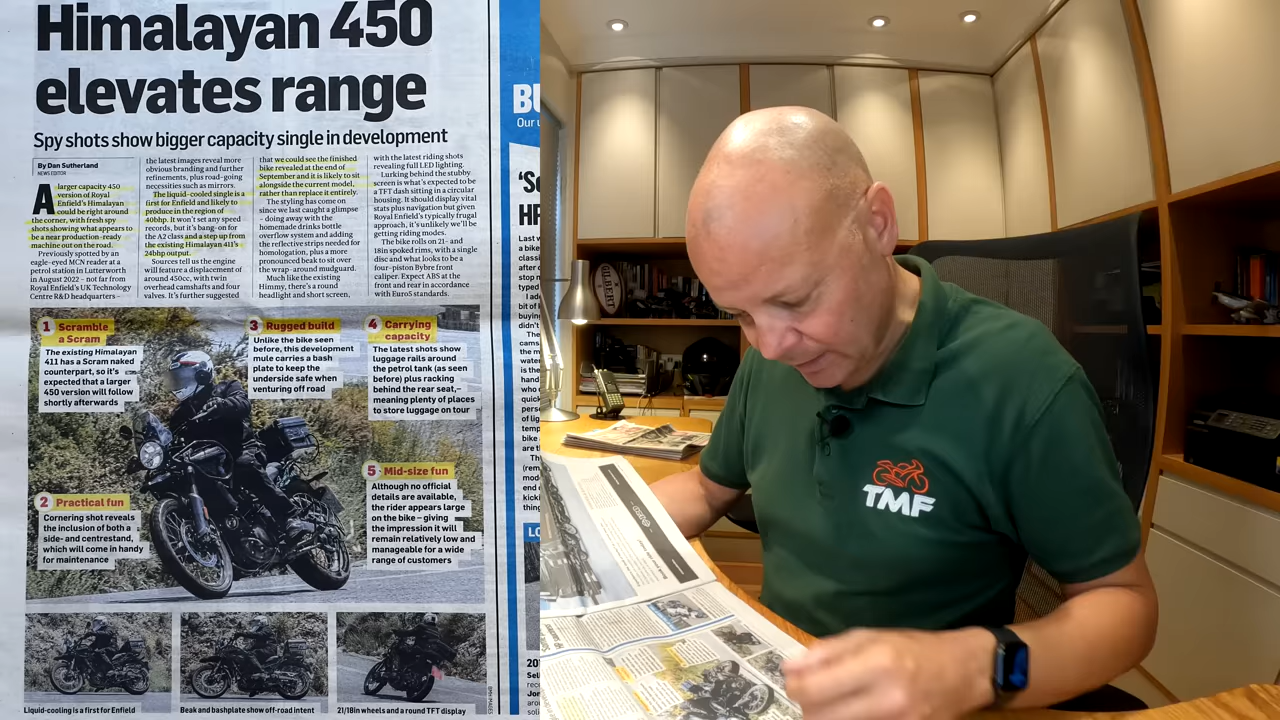 Himalayan 450
elevates range
Spy shots show bigger capacity single in development
By Dan Sutherland
NEWS EDITOR
A larger capacity 450
version of Royal
Enfield's Himalayan
could be right around
the corner, with fresh spy
shots showing what appears to
be a near production-ready
machine out on the road.
Previously spotted by an
eagle-eyed MCN reader at a
petrol station in Lutterworth
in August 2022 – not far from
Royal Enfield's UK Technology
Centre R&D headquarters –
the latest images reveal more
obvious branding and further
refinements, plus road-going
necessities such as mirrors.
The liquid-cooled single is a
first for Enfield and likely to
produce in the region of
40bhp. It won't set any speed
records, but it's bang-on for
the A2 class and a step up from
the existing Himalayan 411's
24bhp output.
Sources tell us the engine
will feature a displacement of
around 450cc, with twin
overhead camshafts and four
valves. It's further suggested
that we could see the finished
bike revealed at the end of
September and it is likely to sit
alongside the current model,
rather than replace it entirely.
The styling has come on
since we last caught a glimpse
– doing away with the
homemade drinks bottle
overflow system and adding
the reflective strips needed for
homologation, plus a more
pronounced beak to sit over
the wrap-around mudguard.
Much like the existing
Himmy, there's a round
headlight and short screen,
with the latest riding shots
revealing full LED lighting.
Lurking behind the stubby
screen is what's expected to be
a TFT dash sitting in a circular
housing. It should display vital
stats plus navigation but given
Royal Enfield's typically frugal
approach, it's unlikely we'll be
getting riding modes.
The bike rolls on 21- and
18in spoked rims, with a single
disc and what looks to be a
four-piston Bybre front
caliper. Expect ABS at the
front and rear in accordance
with Euro5 standards.
1 Scramble
a Scram
The existing Himalayan
411 has a Scram naked
counterpart, so it's
expected that a larger
450 version will follow
shortly afterwards
2 Practical fun
Cornering shot reveals
the inclusion of both a
side- and centrestand,
which will come in handy
for maintenance
3 Rugged build
Unlike the bike seen
before, this development
mule carries a bash
plate to keep the
underside safe when
venturing off road
4 Carrying
capacity
The latest shots show
luggage rails around
the petrol tank (as seen
before) plus racking
behind the rear seat,–
meaning plenty of places
to store luggage on tour
5 Mid-size fun
Although no official
details are available,
the rider appears large
on the bike – giving
the impression it will
remain relatively low and
manageable for a wide
range of customers
Liquid-cooling is a first for Enfield
Beak and bashplate show off-road intent
21/18in wheels and a round TFT display
Our
Last
a bike
after
stop
typed
bit of
buying
didn't
the
is the
hand
who
quick
of
bike
are
end
thing
GILBERT
TMF